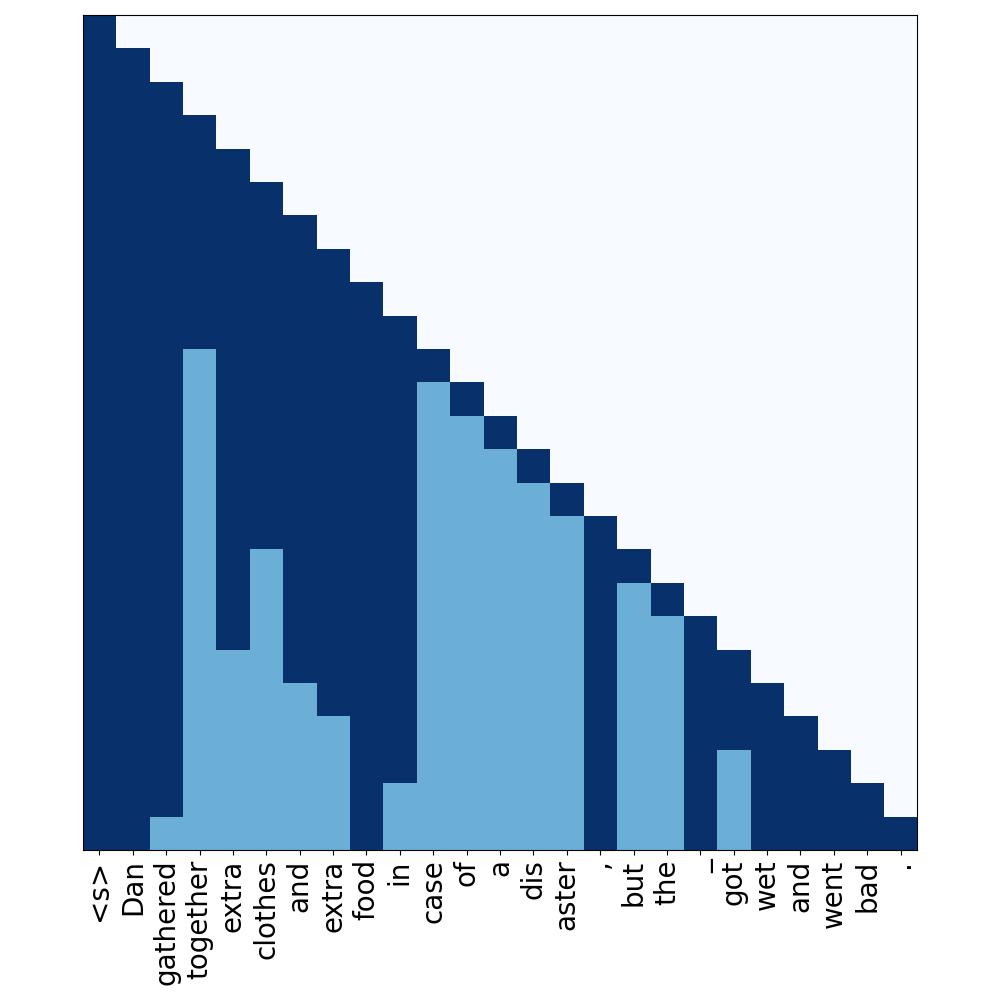 <s>
Dan
gathered
together
extra
clothes
and
extra
food
in
case
of
a
dis
aster
,
but
the
_
got
wet
and
went
bad
.